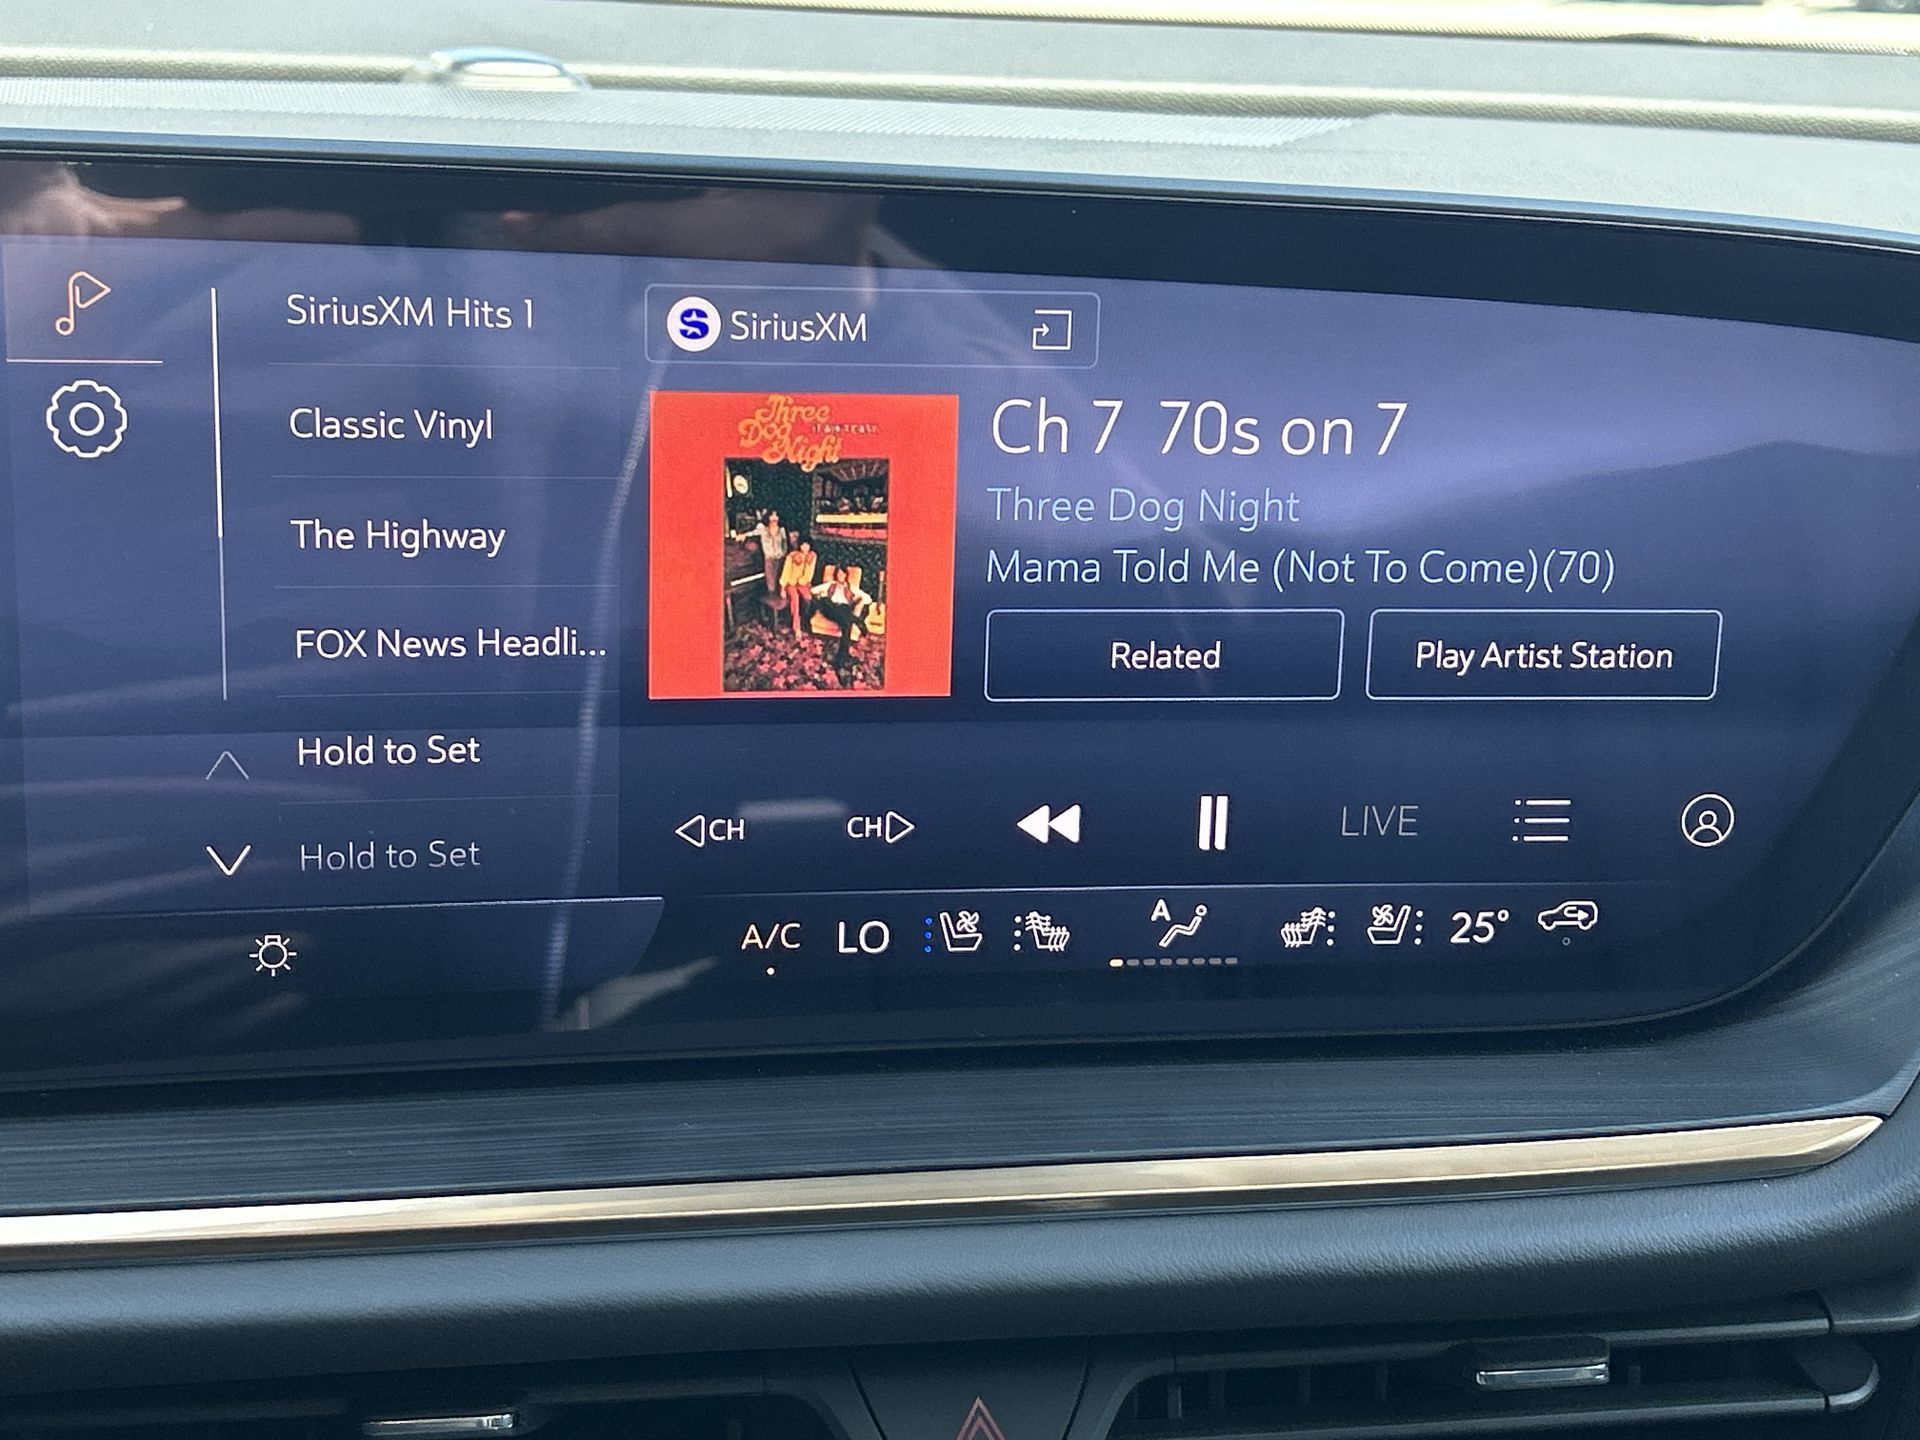 SiriusXM Hits 1
Classic Vinyl
The Highway
FOX News Headli...
Hold to Set
Hold to Set
SiriusXM
Three
Dog
Night
Ch 7 70s on 7
Three Dog Night
Mama Told Me (Not To Come)(70)
Related
Play Artist Station
CH
CH
LIVE
A/C
LO
A
25°